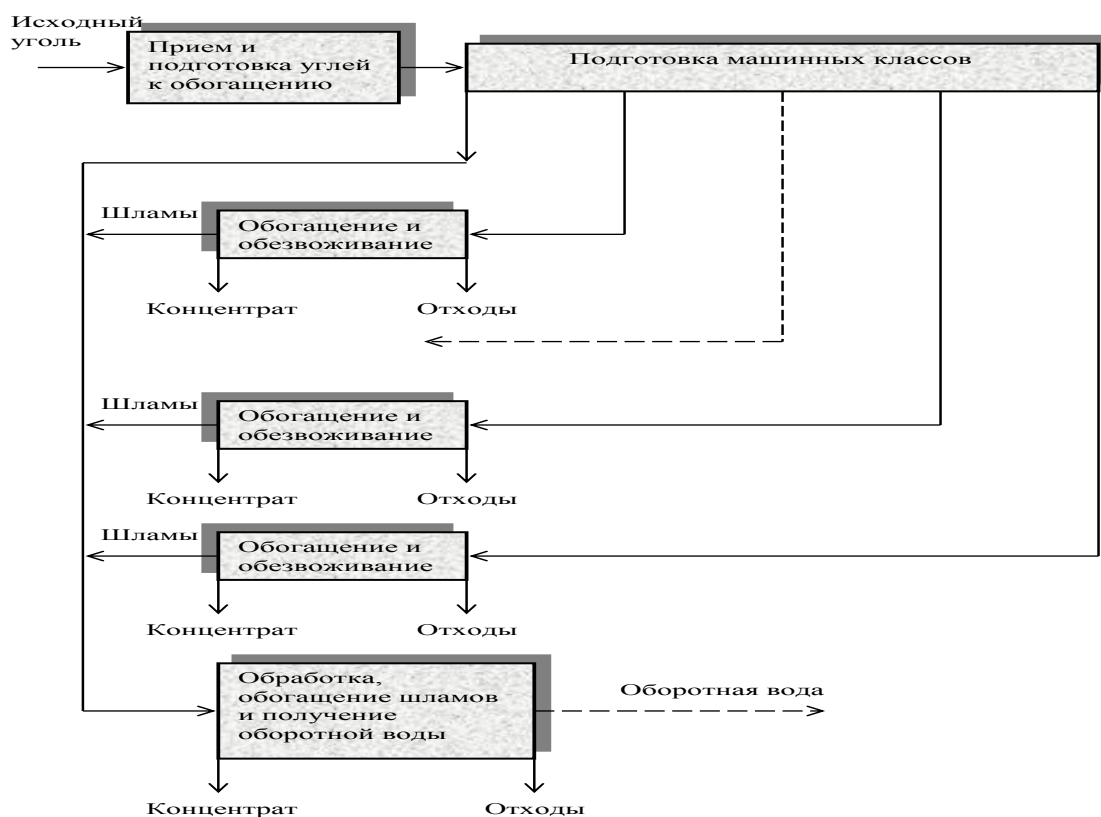 Исходный
уголь
Прием и
подготовка углей
к обогащению
Подготовка машинных классов
Шламы
Обогащение и
обезвоживание
Концентрат
Отходы
Шламы
Обогащение и
обезвоживание
Концентрат
Отходы
Шламы
Обогащение и
обезвоживание
Концентрат
Отходы
Обработка,
обогащение шламов
и получение
оборотной воды
Оборотная вода
Концентрат
Отходы